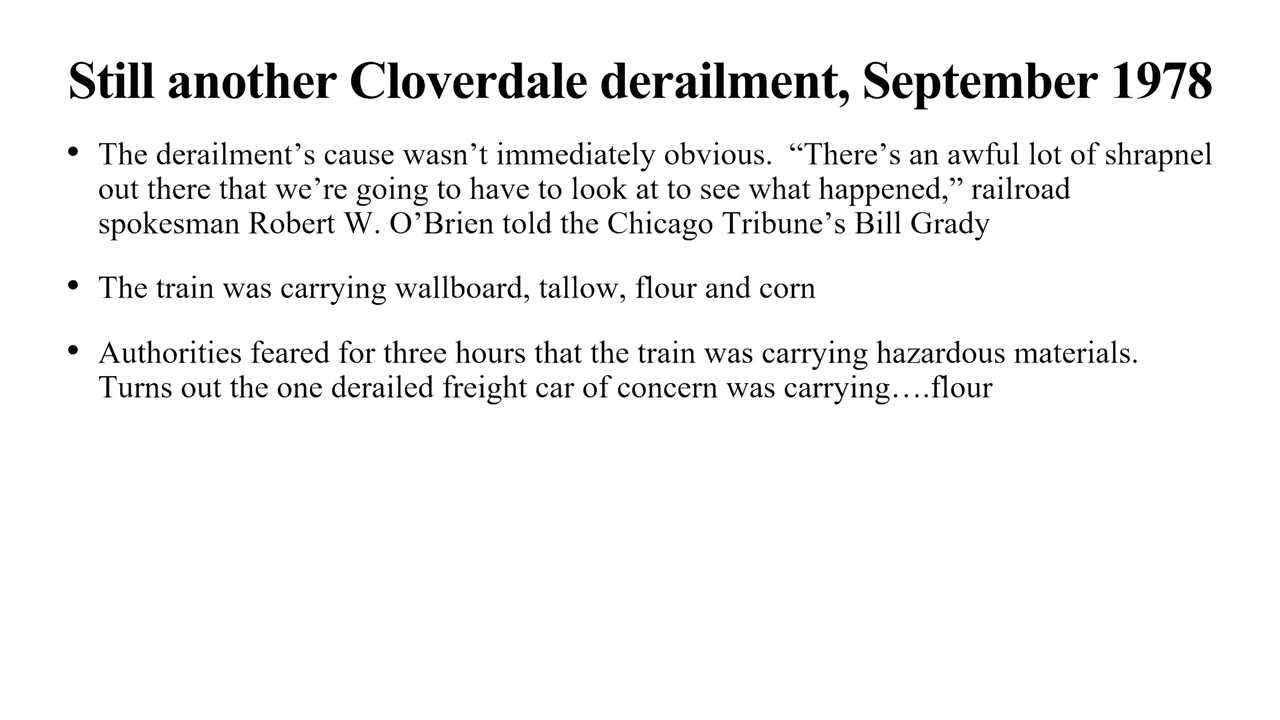 Still another Cloverdale derailment, September 1978
• The derailment’s cause wasn’t immediately obvious.  “There’s an awful lot of shrapnel
out there that we’re going to have to look at to see what happened,” railroad
spokesman Robert W. O’Brien told the Chicago Tribune’s Bill Grady
• The train was carrying wallboard, tallow, flour and corn
• Authorities feared for three hours that the train was carrying hazardous materials.
Turns out the one derailed freight car of concern was carrying….flour